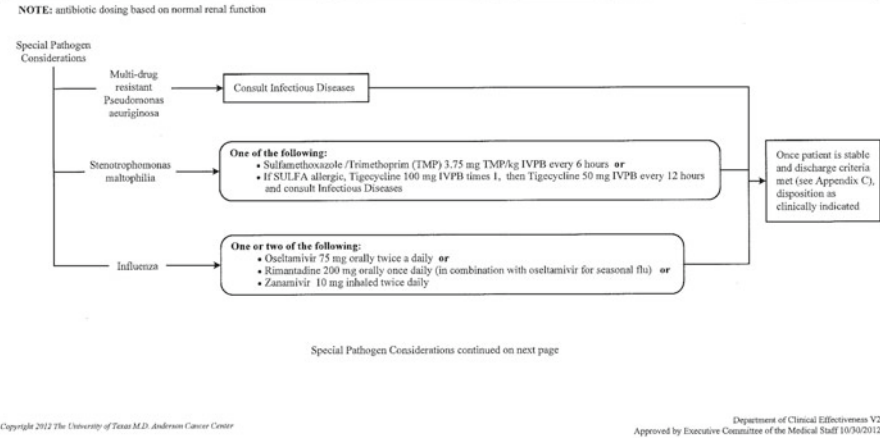 NOTE: antibiotic dosing based on normal renal function
Special Pathogen
Considerations
Multi-drug
resistant
Pseudomonas
aeuriginosa
Consult Infectious Diseases
Stenotrophomonas
maltophilia
One of the following:
• Sulfamethoxazole /Trimethoprim (TMP) 3.75 mg TMP/kg IVPB every 6 hours or
• If SULFA allergic, Tigecycline 100 mg IVPB times 1, then Tigecycline 50 mg IVPB every 12 hours
and consult Infectious Diseases
Influenza
One or two of the following:
• Oseltamivir 75 mg orally twice a daily or
• Rimantadine 200 mg orally once daily (in combination with oseltamivir for seasonal flu) or
• Zanamivir 10 mg inhaled twice daily
Once patient is stable
and discharge criteria
met (see Appendix C),
disposition as
clinically indicated
Special Pathogen Considerations continued on next page
Copyright 2012 The University of Texas M.D. Anderson Cancer Center
Department of Clinical Effectiveness V2
Approved by Executive Committee of the Medical Staff 10/30/2012